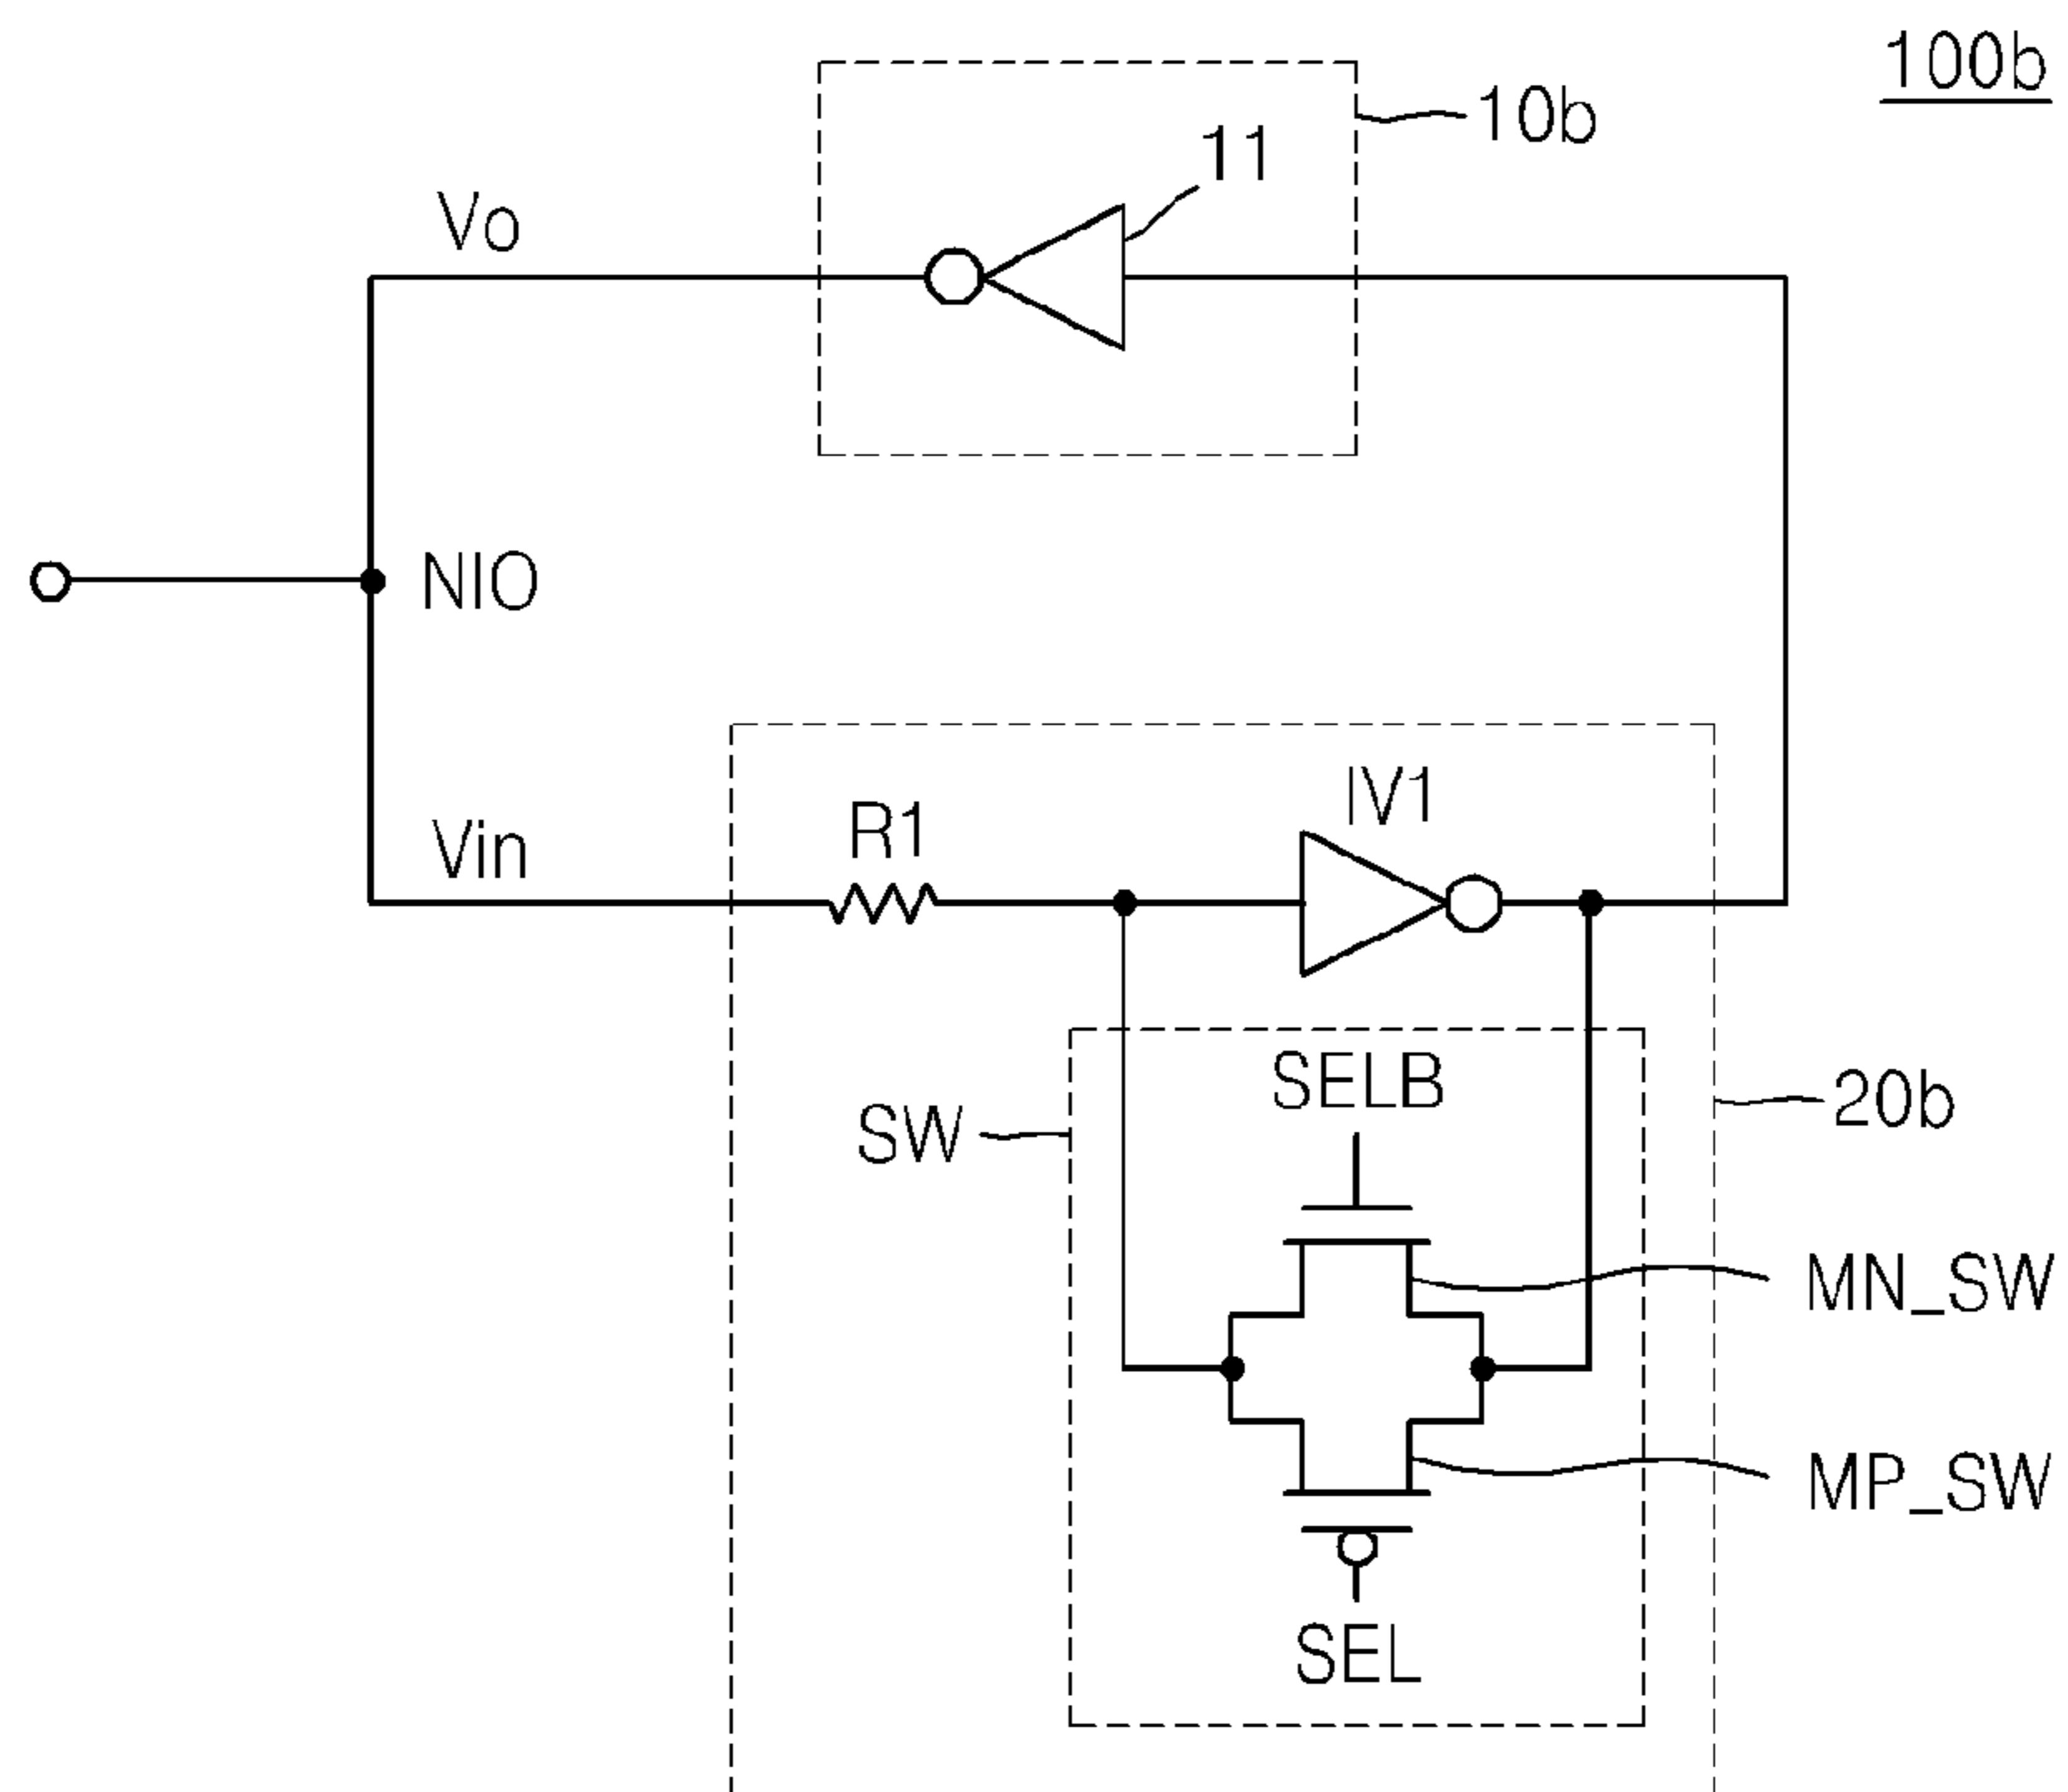 100b
10b
11
Vo
NIO
Vin
R1
IV1
SELB
SW
20b
MN_SW
MP_SW
SEL